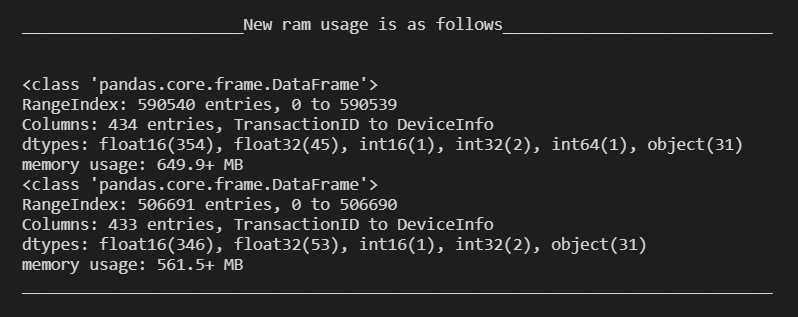 _______________________New ram usage is as follows____________________________
<class 'pandas.core.frame.DataFrame'>
RangeIndex: 590540 entries, 0 to 590539
Columns: 434 entries, TransactionID to DeviceInfo
dtypes: float16(354), float32(45), int16(1), int32(2), int64(1), object(31)
memory usage: 649.9+ MB
<class 'pandas.core.frame.DataFrame'>
RangeIndex: 506691 entries, 0 to 506690
Columns: 433 entries, TransactionID to DeviceInfo
dtypes: float16(346), float32(53), int16(1), int32(2), object(31)
memory usage: 561.5+ MB
______________________________________________________________________________